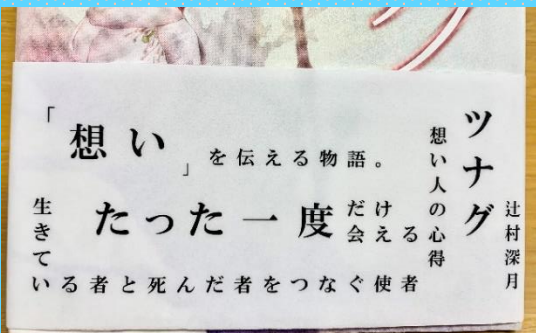 辻村深月
ツナグ
想い人の心得
「想い」を伝える物語。
たった一度だけ会える
生きている者と死んだ者をつなぐ使者